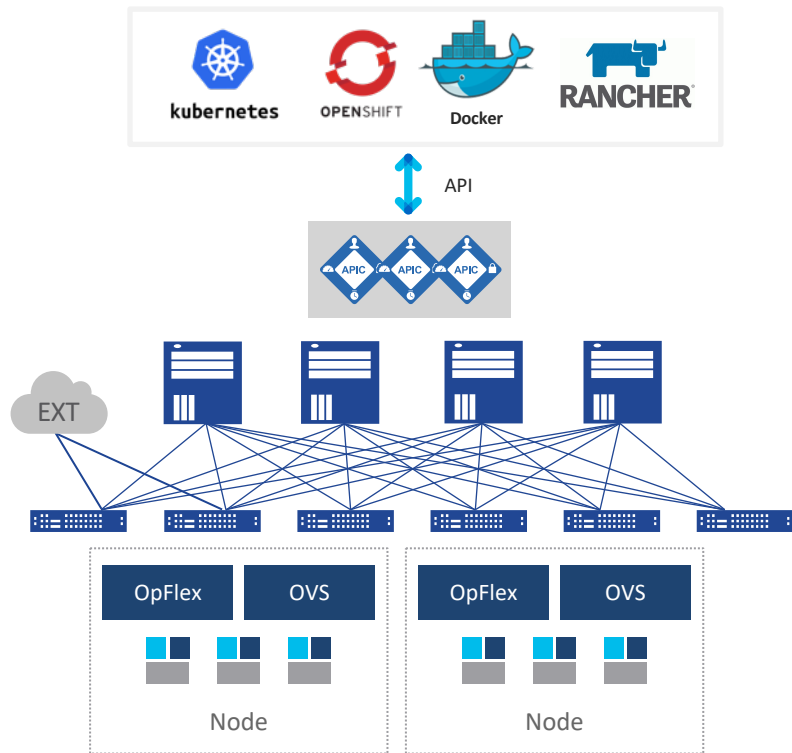 kubernetes
OPENSHIFT
Docker
RANCHER®
API
APIC APIC APIC
EXT
OpFlex OVS OpFlex OVS
Node Node